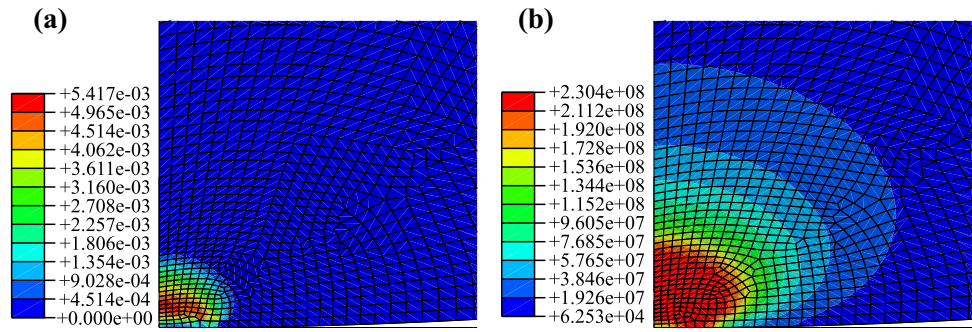 (a)
+5.417e-03
+4.965e-03
+4.514e-03
+4.062e-03
+3.611e-03
+3.160e-03
+2.708e-03
+2.257e-03
+1.806e-03
+1.354e-03
+9.028e-04
+4.514e-04
+0.000e+00
(b)
+2.304e+08
+2.112e+08
+1.920e+08
+1.728e+08
+1.536e+08
+1.344e+08
+1.152e+08
+9.605e+07
+7.685e+07
+5.765e+07
+3.846e+07
+1.926e+07
+6.253e+04